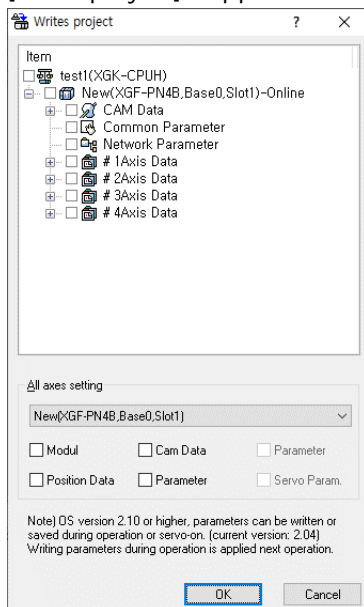 Writes project
Item
test1(XGK-CPUH)
New(XGF-PN4B,Base0,Slot1)-Online
CAM Data
Common Parameter
Network Parameter
# 1Axis Data
# 2Axis Data
# 3Axis Data
# 4Axis Data
All axes setting
New(XGF-PN4B,Base0,Slot1)
Modul Cam Data Parameter
Position Data Parameter Servo Param.
Note) OS version 2.10 or higher, parameters can be written or
saved during operation or servo-on. (current version: 2.04)
Writing parameters during operation is applied next operation.
OK Cancel